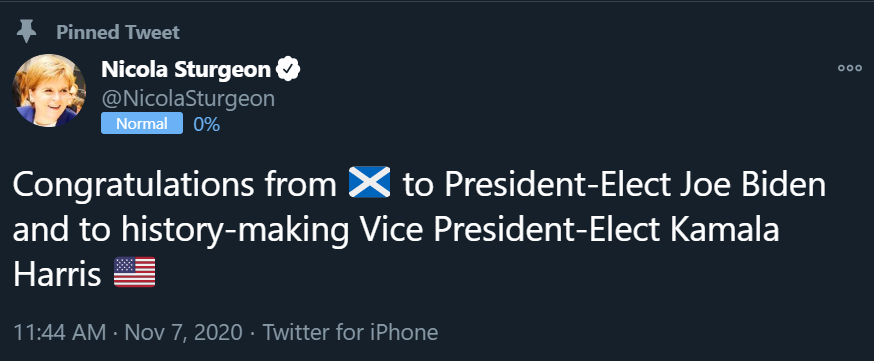 Pinned Tweet
Nicola Sturgeon
@NicolaSturgeon
Normal 0%
Congratulations from 🏴󠁧󠁢󠁳󠁣󠁴󠁿 to President-Elect Joe Biden
and to history-making Vice President-Elect Kamala
Harris 🇺🇸
11:44 AM · Nov 7, 2020 · Twitter for iPhone